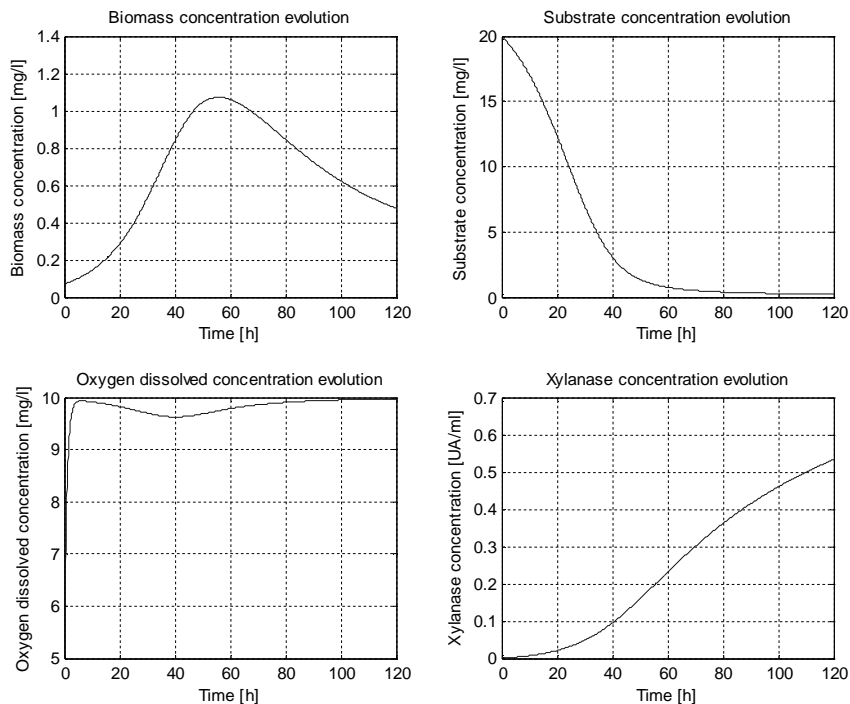 Biomass concentration evolution
Biomass concentration [mg/l]
1.4
1.2
1
0.8
0.6
0.4
0.2
0
0 20 40 60 80 100 120
Time [h]
Substrate concentration evolution
Substrate concentration [mg/l]
20
15
10
5
0
0 20 40 60 80 100 120
Time [h]
Oxygen dissolved concentration evolution
Oxygen dissolved concentration [mg/l]
10
9
8
7
6
5
0 20 40 60 80 100 120
Time [h]
Xylanase concentration evolution
Xylanase concentration [UA/ml]
0.7
0.6
0.5
0.4
0.3
0.2
0.1
0
0 20 40 60 80 100 120
Time [h]